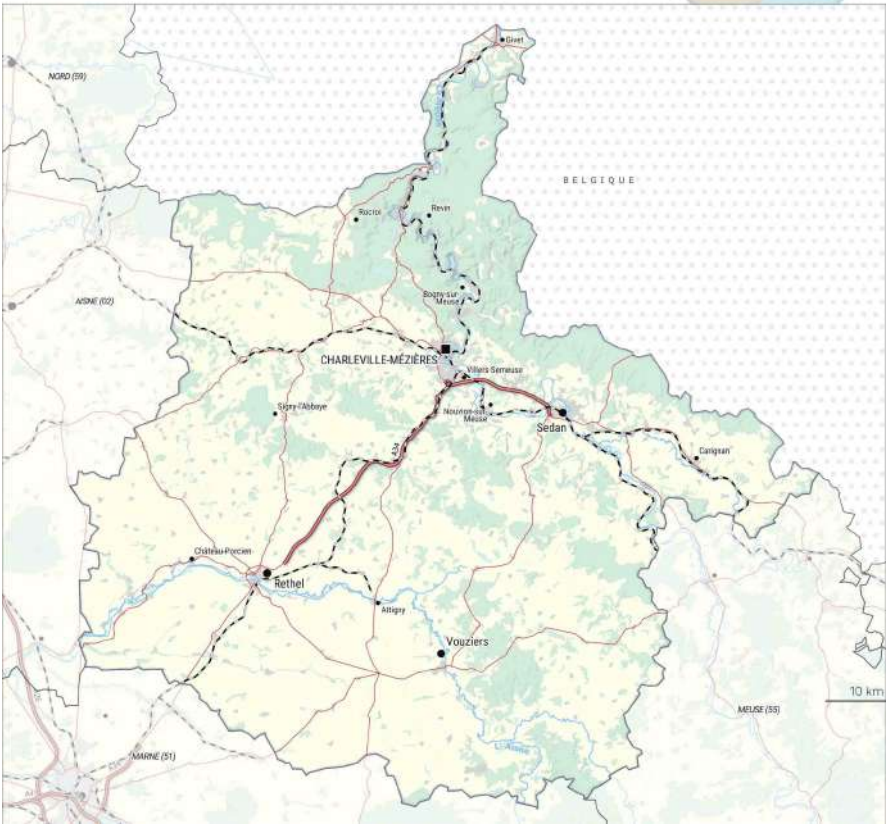 Givet
NORD (59)
BELGIQUE
Rocroi
Revin
Bogny-sur
Meuse
AISNE (02)
CHARLEVILLE-MÉZIÈRES
Villers-Semeuse
Signy-l'Abbaye
Nouvion-sur
Meuse
Sedan
A34
Carignan
Château-Porcien
Rethel
Attigny
Vouziers
10 km
MEUSE (55)
L'Aisne
MARNE (51)